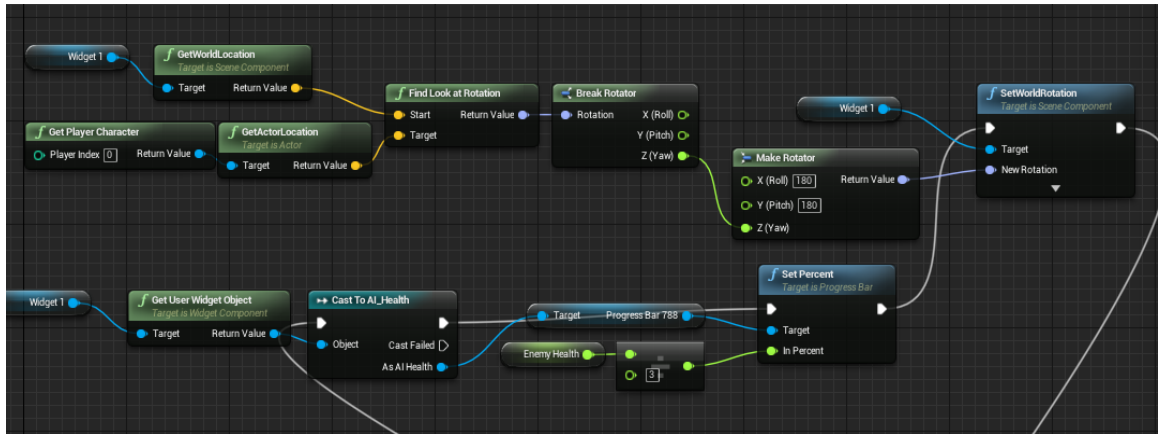 Widget 1
f GetWorldLocation
Target is Scene Component
Target Return Value
f Get Player Character
Player Index 0 Return Value
f GetActorLocation
Target is Actor
Target Return Value
f Find Look at Rotation
Start Return Value
Target
Break Rotator
Rotation X (Roll)
Y (Pitch)
Z (Yaw)
Make Rotator
X (Roll) 180 Return Value
Y (Pitch) 180
Z (Yaw)
Widget 1
f SetWorldRotation
Target is Scene Component
Target
New Rotation
Widget 1
f Get User Widget Object
Target is Widget Component
Target Return Value
Cast To AI_Health
Object Cast Failed
As AI Health
Target Progress Bar 788
Enemy Health
3
f Set Percent
Target is Progress Bar
Target
In Percent